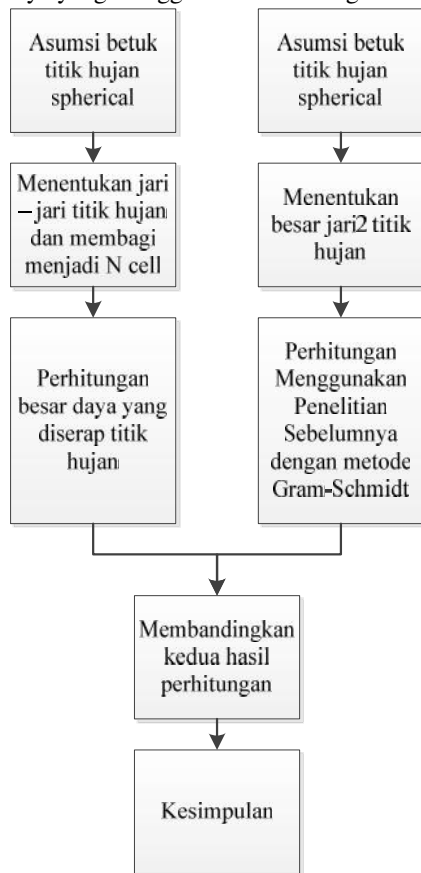 Asumsi betuk
titik hujan
spherical
Asumsi betuk
titik hujan
spherical
Menentukan jari
–jari titik hujan
dan membagi
menjadi N cell
Menentukan
besar jari2 titik
hujan
Perhitungan
besar daya yang
diserap titik
hujan
Perhitungan
Menggunakan
Penelitian
Sebelumnya
dengan metode
Gram-Schmidt
Membandingkan
kedua hasil
perhitungan
Kesimpulan